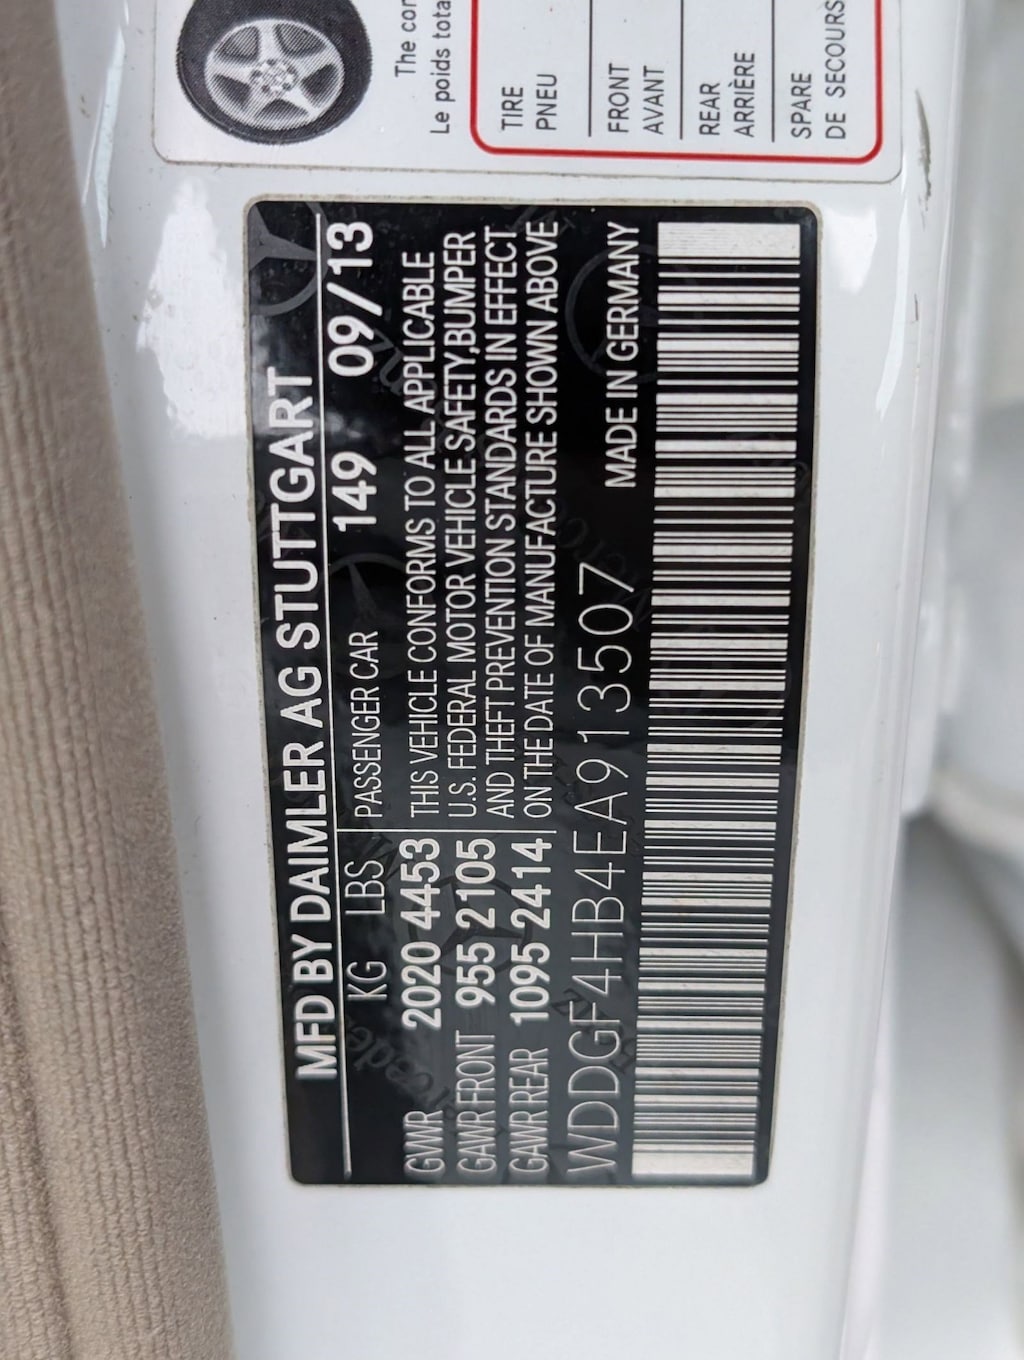 MFD BY DAIMLER AG STUTTGART
KG LBS PASSENGER CAR 149 09/13
GWR 2020 4453 THIS VEHICLE CONFORMS TO ALL APPLICABLE
GAWR FRONT 955 2105 U.S. FEDERAL MOTOR VEHICLE SAFETY,BUMPER
GAWR REAR 1095 2414 AND THEFT PREVENTION STANDARDS IN EFFECT
ON THE DATE OF MANUFACTURE SHOWN ABOVE
WDDGF4HB4EA913507 MADE IN GERMANY
The
Le poids
TIRE
PNEU
FRONT
AVANT
REAR
ARRIÈRE
SPARE
DE SECOURS